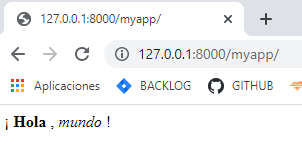 127.0.0.1:8000/myapp/
127.0.0.1:8000/myapp/
Aplicaciones BACKLOG GITHUB
¡ Hola , mundo !